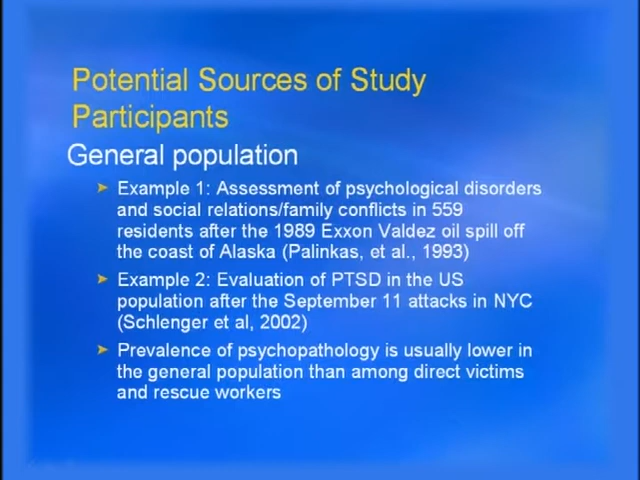 Potential Sources of Study
Participants
General population
Example 1: Assessment of psychological disorders
and social relations/family conflicts in 559
residents after the 1989 Exxon Valdez oil spill off
the coast of Alaska (Palinkas, et al., 1993)
Example 2: Evaluation of PTSD in the US
population after the September 11 attacks in NYC
(Schlenger et al, 2002)
Prevalence of psychopathology is usually lower in
the general population than among direct victims
and rescue workers